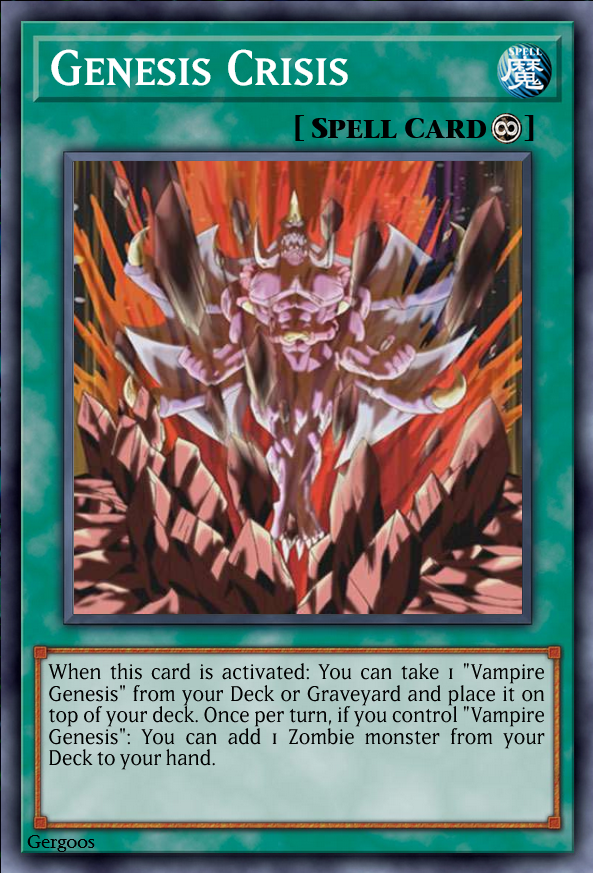 Genesis Crisis
SPELL
魔
[ Spell Card ]
When this card is activated: You can take 1 "Vampire
Genesis" from your Deck or Graveyard and place it on
top of your deck. Once per turn, if you control "Vampire
Genesis": You can add 1 Zombie monster from your
Deck to your hand.
Gergoos